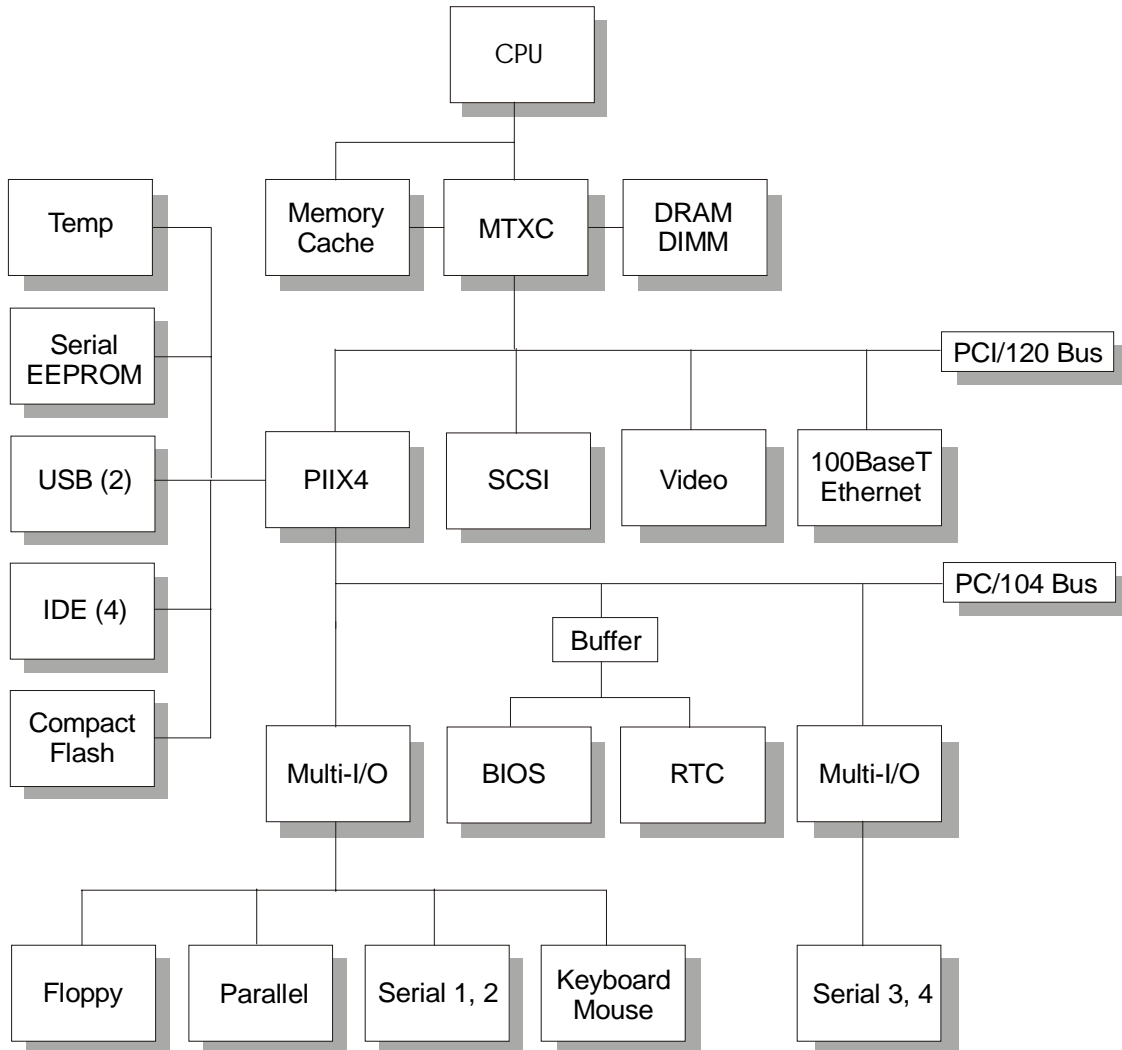 CPU
Temp
Memory
Cache
MTXC
DRAM
DIMM
Serial
EEPROM
PCI/120 Bus
USB (2)
PIIX4
SCSI
Video
100BaseT
Ethernet
IDE (4)
PC/104 Bus
Buffer
Compact
Flash
Multi-I/O
BIOS
RTC
Multi-I/O
Floppy
Parallel
Serial 1, 2
Keyboard
Mouse
Serial 3, 4